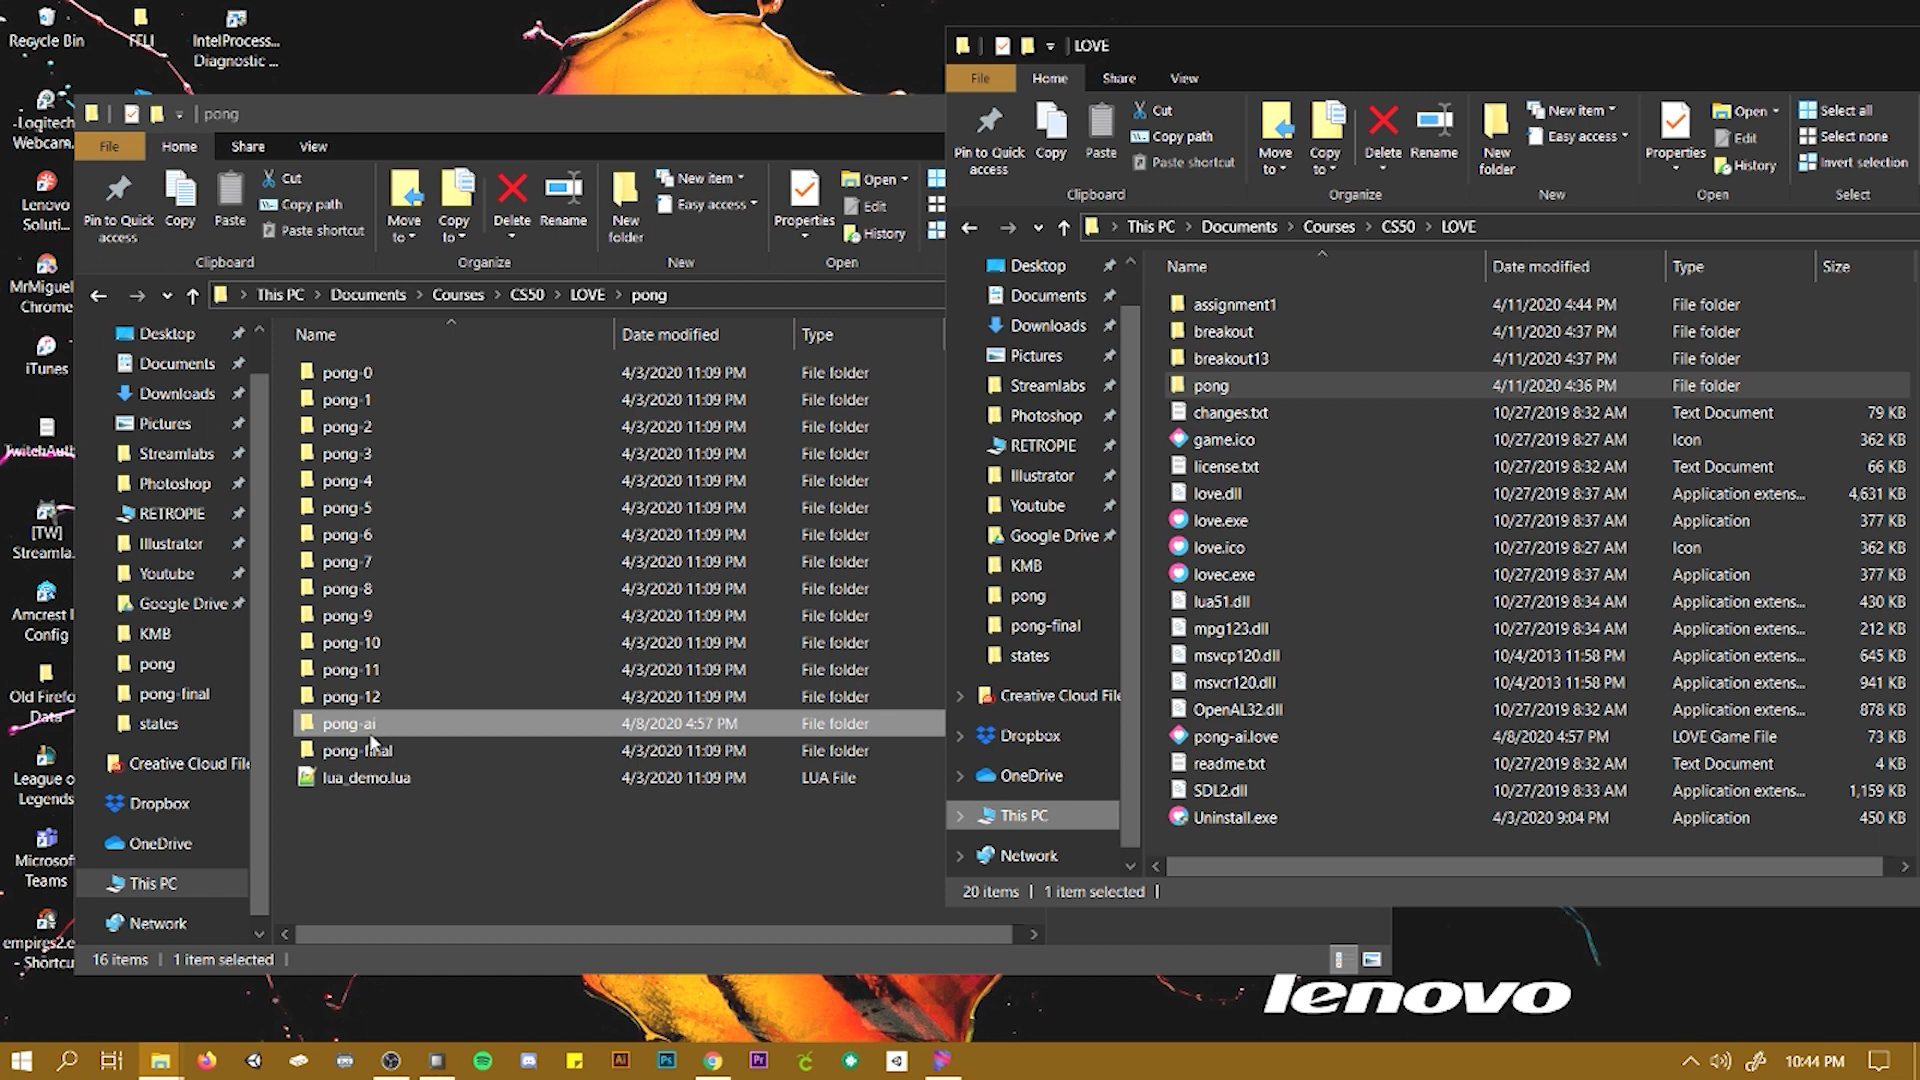 Recycle Bin
FFLI
IntelProcess...
Diagnostic ...
Logitech
Webcam.
Lenovo
Soluti...
MrMiguel
Chrome
iTunes
TwitchAuth
[TW]
Streamla.
Amcrest I
Config
Old Firefo
Data
League o
Legends
Microsof
Teams
empires2.e
- Shortcu
pong
File
Home
Share
View
Pin to Quick
access
Copy
Paste
Cut
Copy path
Paste shortcut
Clipboard
Move
to
Copy
to
Delete
Rename
Organize
New
folder
New item
Easy access
New
Properties
Open
Edit
History
Open
This PC > Documents > Courses > CS50 > LOVE > pong
Desktop
Documents
Downloads
Pictures
Streamlabs
Photoshop
RETROPIE
Illustrator
Youtube
Google Drive
KMB
pong
pong-final
states
Creative Cloud File
Dropbox
OneDrive
This PC
Network
Name Date modified Type
pong-0 4/3/2020 11:09 PM File folder
pong-1 4/3/2020 11:09 PM File folder
pong-2 4/3/2020 11:09 PM File folder
pong-3 4/3/2020 11:09 PM File folder
pong-4 4/3/2020 11:09 PM File folder
pong-5 4/3/2020 11:09 PM File folder
pong-6 4/3/2020 11:09 PM File folder
pong-7 4/3/2020 11:09 PM File folder
pong-8 4/3/2020 11:09 PM File folder
pong-9 4/3/2020 11:09 PM File folder
pong-10 4/3/2020 11:09 PM File folder
pong-11 4/3/2020 11:09 PM File folder
pong-12 4/3/2020 11:09 PM File folder
pong-ai 4/8/2020 4:57 PM File folder
pong-final 4/3/2020 11:09 PM File folder
lua_demo.lua 4/3/2020 11:09 PM LUA File
16 items 1 item selected
LOVE
File
Home
Share
View
Pin to Quick
access
Copy
Paste
Cut
Copy path
Paste shortcut
Clipboard
Move
to
Copy
to
Delete
Rename
Organize
New
folder
New item
Easy access
New
Properties
Open
Edit
History
Open
Select all
Select none
Invert selection
Select
This PC > Documents > Courses > CS50 > LOVE
Desktop
Documents
Downloads
Pictures
Streamlabs
Photoshop
RETROPIE
Illustrator
Youtube
Google Drive
KMB
pong
pong-final
states
Creative Cloud File
Dropbox
OneDrive
This PC
Network
Name Date modified Type Size
assignment1 4/11/2020 4:44 PM File folder
breakout 4/11/2020 4:37 PM File folder
breakout13 4/11/2020 4:37 PM File folder
pong 4/11/2020 4:36 PM File folder
changes.txt 10/27/2019 8:32 AM Text Document 79 KB
game.ico 10/27/2019 8:27 AM Icon 362 KB
license.txt 10/27/2019 8:32 AM Text Document 66 KB
love.dll 10/27/2019 8:37 AM Application extens... 4,631 KB
love.exe 10/27/2019 8:37 AM Application 377 KB
love.ico 10/27/2019 8:27 AM Icon 362 KB
lovec.exe 10/27/2019 8:37 AM Application 377 KB
lua51.dll 10/27/2019 8:34 AM Application extens... 430 KB
mpg123.dll 10/27/2019 8:34 AM Application extens... 212 KB
msvcp120.dll 10/4/2013 11:58 PM Application extens... 645 KB
msvcr120.dll 10/4/2013 11:58 PM Application extens... 941 KB
OpenAL32.dll 10/27/2019 8:32 AM Application extens... 878 KB
pong-ai.love 4/8/2020 4:57 PM LOVE Game File 73 KB
readme.txt 10/27/2019 8:32 AM Text Document 4 KB
SDL2.dll 10/27/2019 8:33 AM Application extens... 1,159 KB
Uninstall.exe 4/3/2020 9:04 PM Application 450 KB
20 items 1 item selected
lenovo
Ai
Ps
Pr
10:44 PM